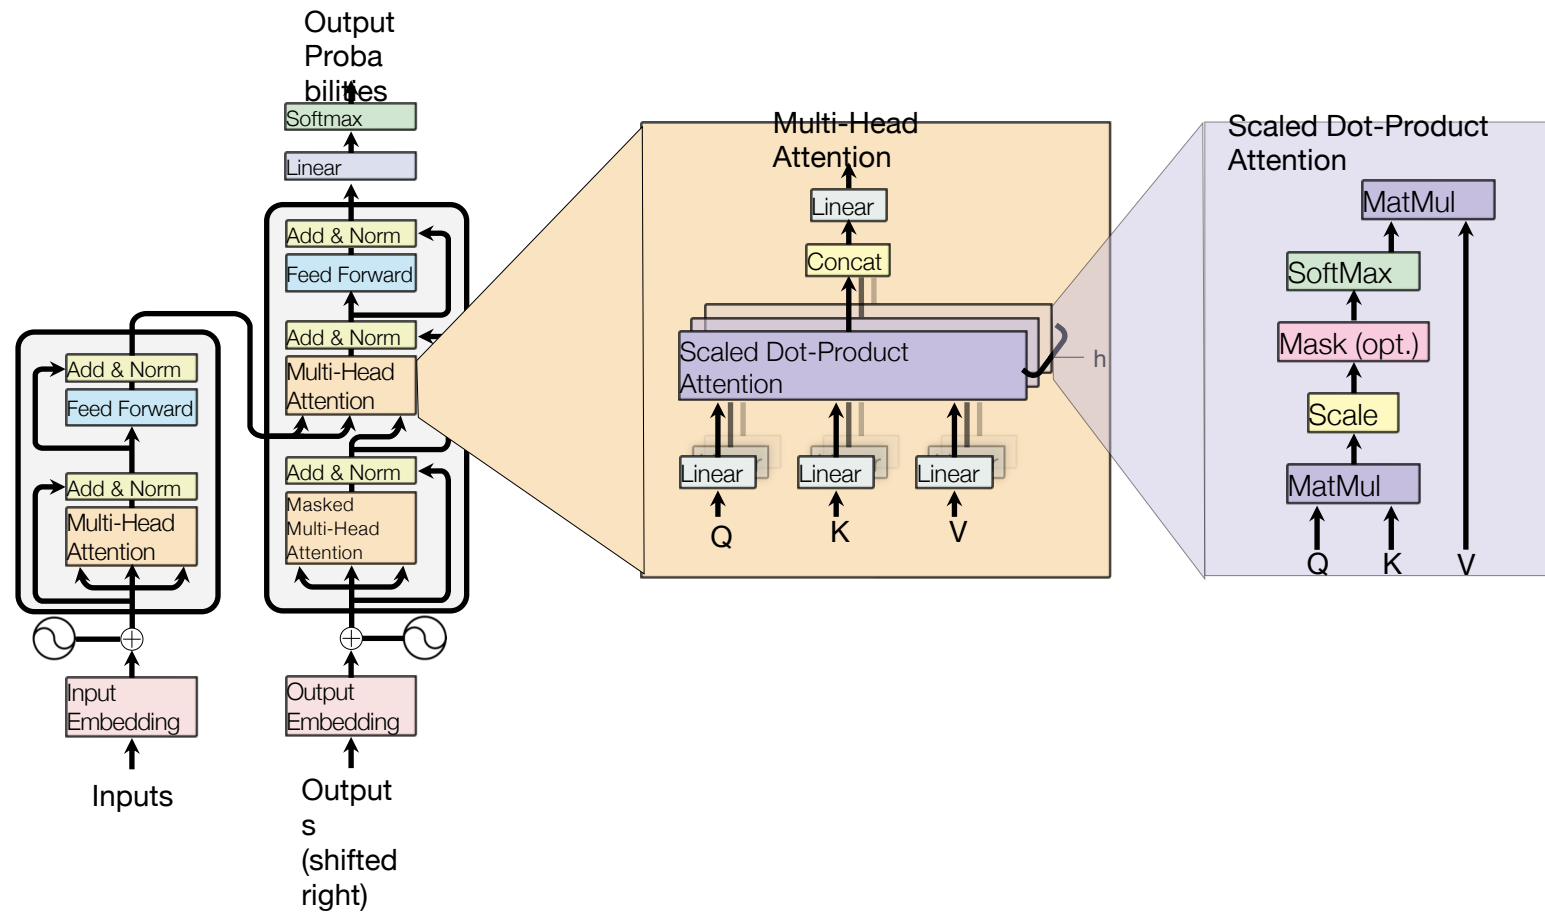 Output
Proba
bilities
Softmax
Linear
Add & Norm
Feed Forward
Add & Norm
Multi-Head
Attention
Add & Norm
Masked
Multi-Head
Attention
Output
Embedding
Output
s
(shifted
right)
Add & Norm
Feed Forward
Add & Norm
Multi-Head
Attention
Input
Embedding
Inputs
Multi-Head
Attention
Linear
Concat
Scaled Dot-Product
Attention
h
Linear
Linear
Linear
Q
K
V
Scaled Dot-Product
Attention
MatMul
SoftMax
Mask (opt.)
Scale
MatMul
Q
K
V